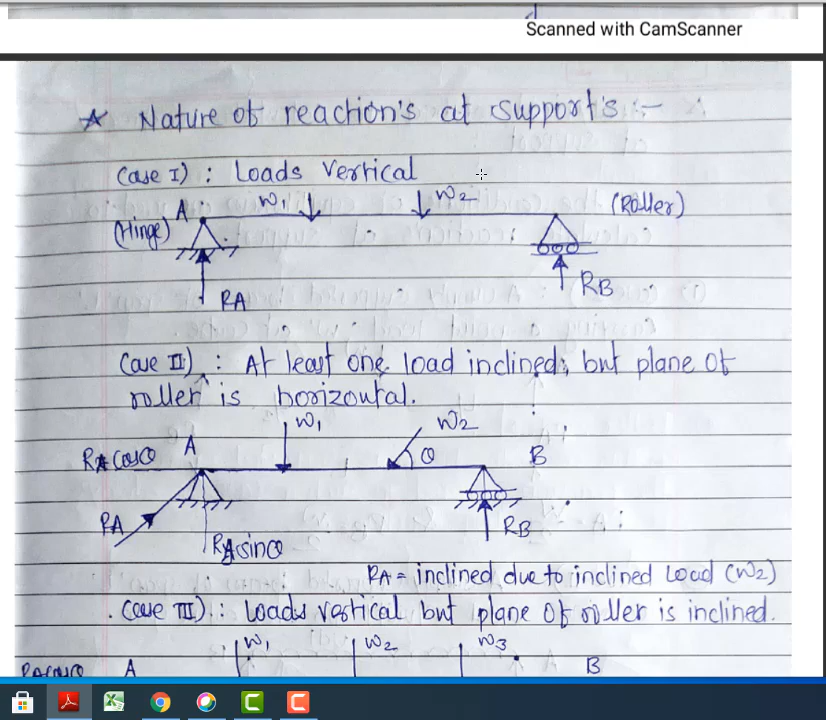 Scanned with CamScanner
★ Nature of reaction's at support's :-
Case I) : Loads Vertical
A W1 W2 (Roller)
(Hinge)
RA RB
Case II) : At least one load inclined, but plane of
roller is horizontal.
W1 W2
RA cosθ A θ B
RA RB
RA sinθ
RA = inclined due to inclined Load (W2)
Case III) : Loads vertical but plane of roller is inclined.
W1 W2 W3
RA cosθ A B